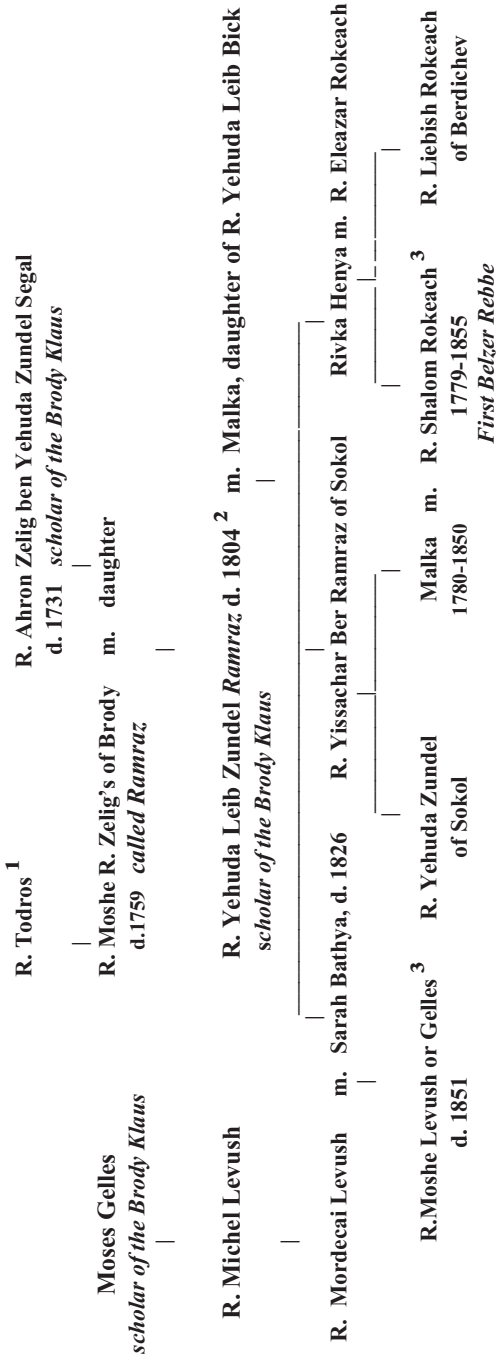 R. Todros 1 R. Ahron Zelig ben Yehuda Zundel Segal
d. 1731 scholar of the Brody Klaus
Moses Gelles R. Moshe R. Zelig's of Brody m. daughter
scholar of the Brody Klaus d.1759 called Ramraz
R. Michel Levush R. Yehuda Leib Zundel Ramraz d. 1804 2 m. Malka, daughter of R. Yehuda Leib Bick
scholar of the Brody Klaus
R. Mordecai Levush m. Sarah Bathya, d. 1826 R. Yissachar Ber Ramraz of Sokol Rivka Henya m. R. Eleazar Rokeach
R.Moshe Levush or Gelles 3 R. Yehuda Zundel Malka m. R. Shalom Rokeach 3 R. Liebish Rokeach
d. 1851 of Sokol 1780-1850 1779-1855 of Berdichev
First Belzer Rebbe